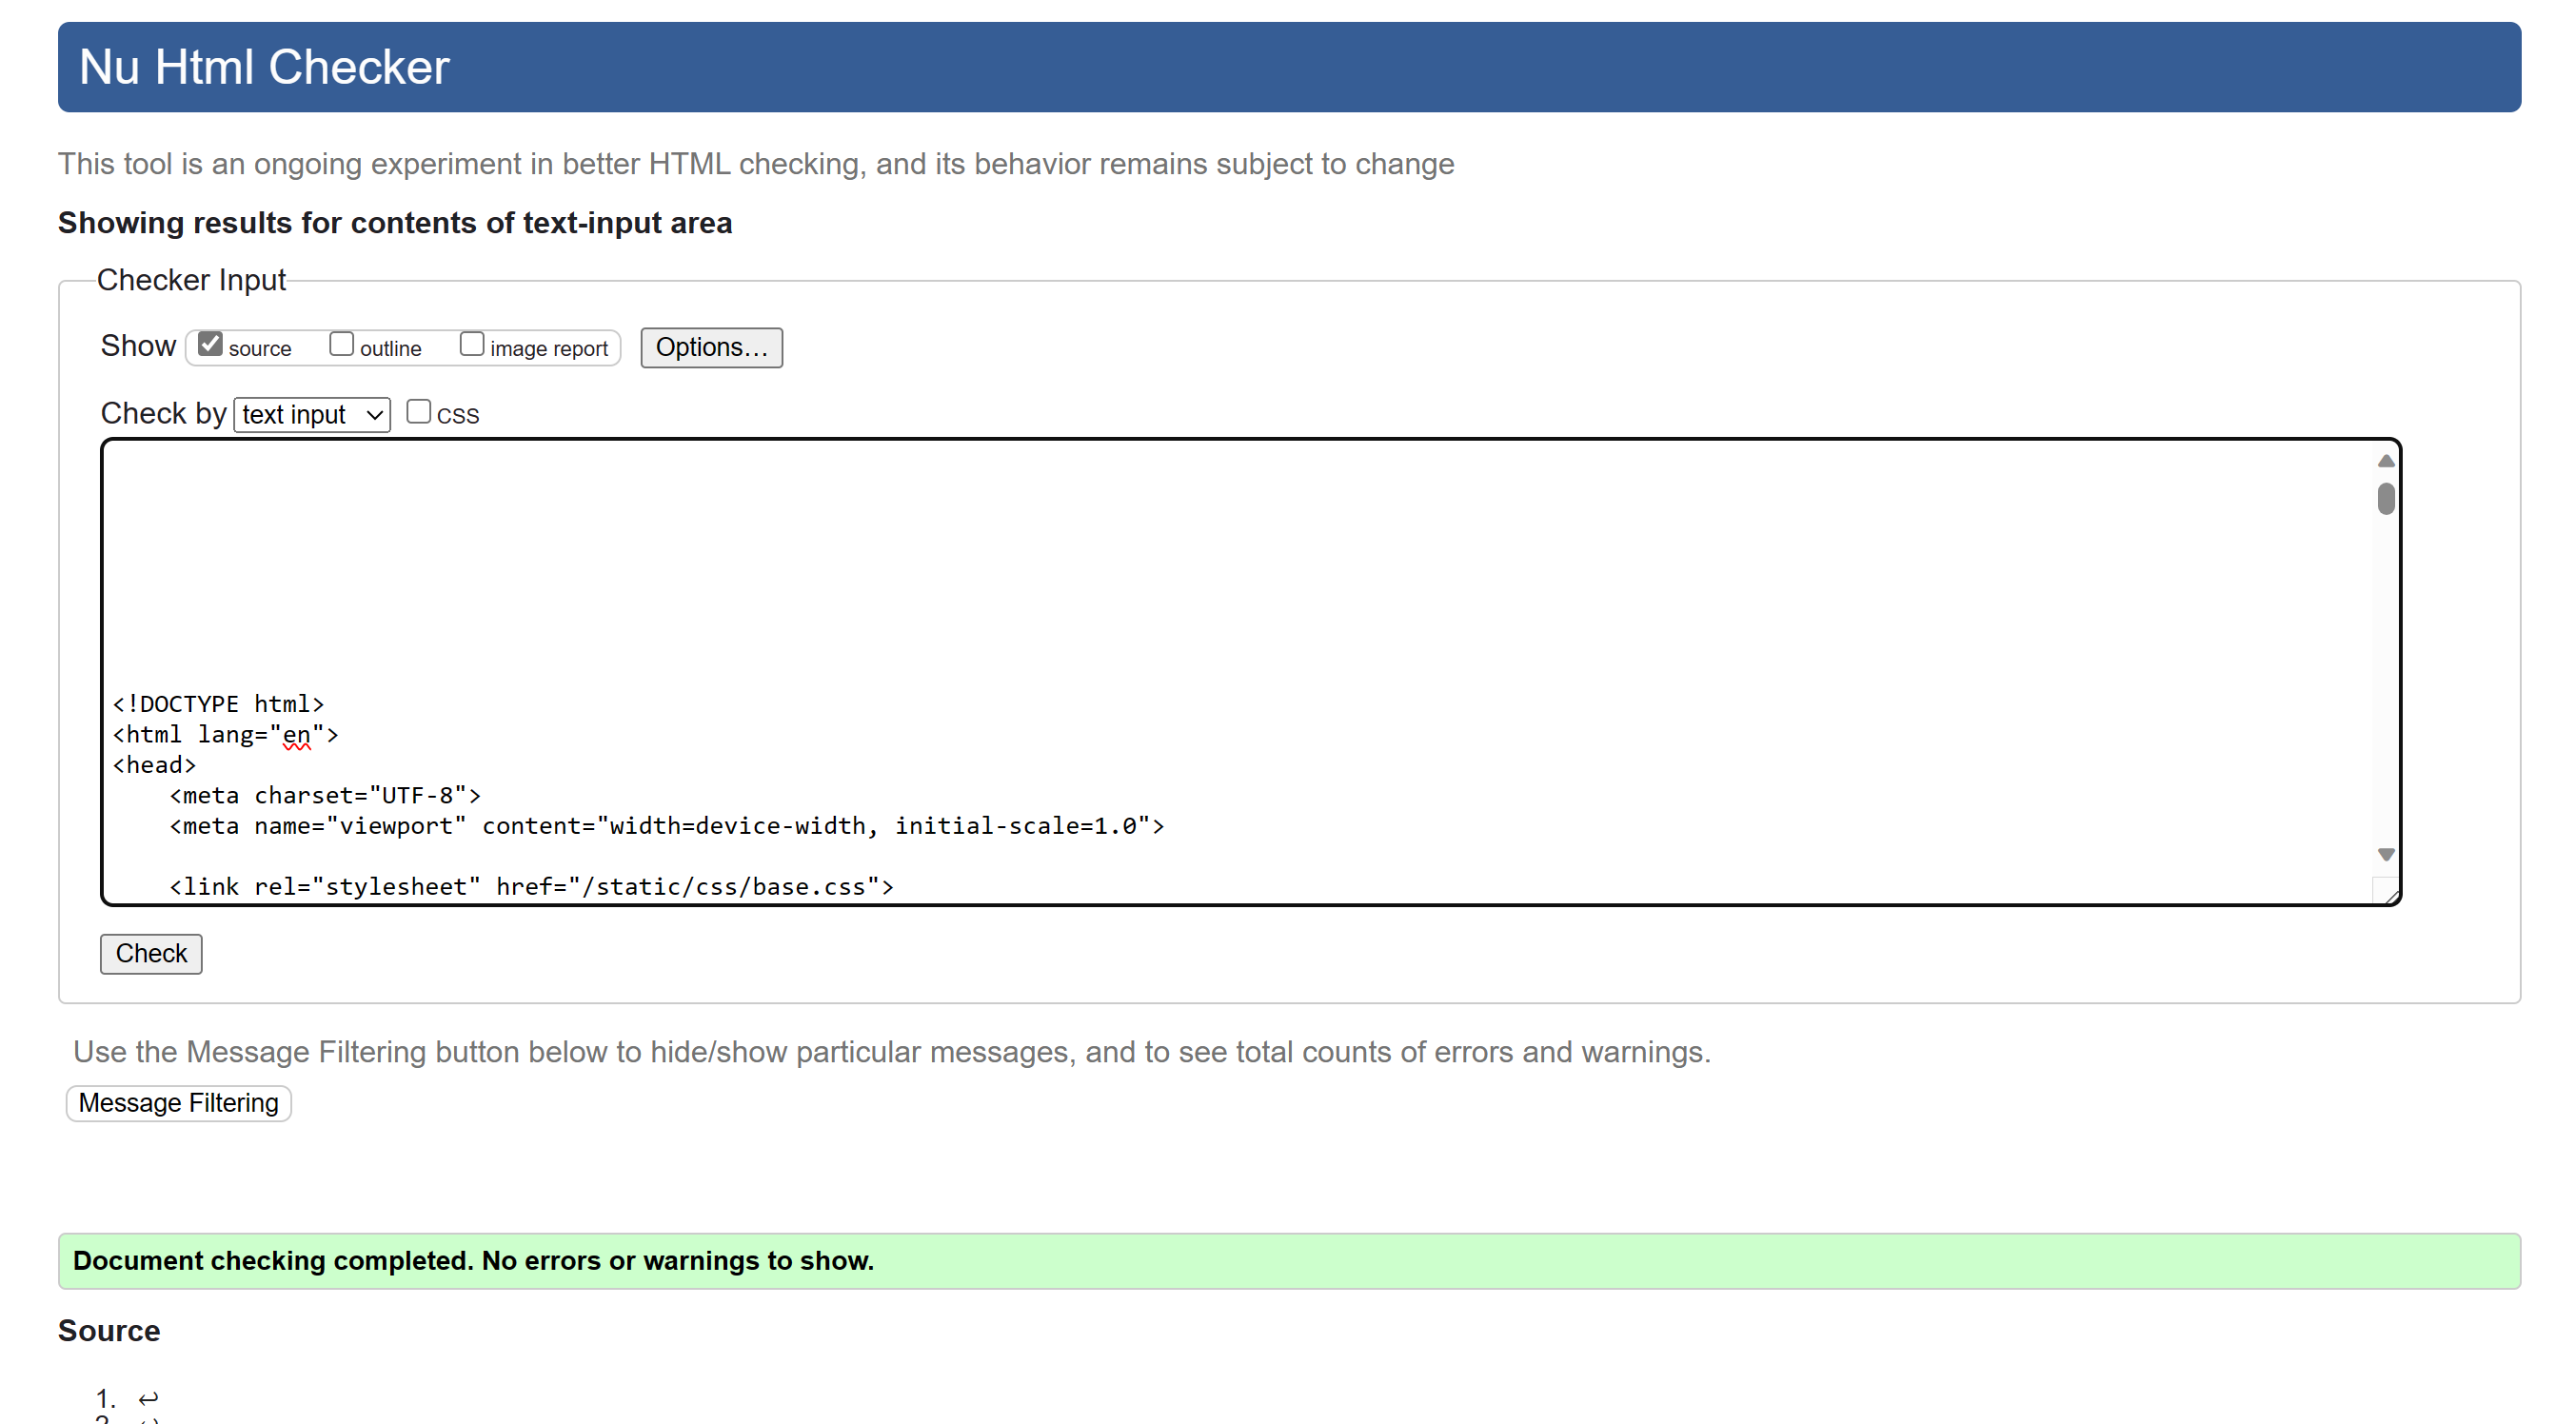 Nu Html Checker
This tool is an ongoing experiment in better HTML checking, and its behavior remains subject to change
Showing results for contents of text-input area
Checker Input
Show source outline image report Options...
Check by text input CSS
<!DOCTYPE html>
<html lang="en">
<head>
    <meta charset="UTF-8">
    <meta name="viewport" content="width=device-width, initial-scale=1.0">
    <link rel="stylesheet" href="/static/css/base.css">
Check
Use the Message Filtering button below to hide/show particular messages, and to see total counts of errors and warnings.
Message Filtering
Document checking completed. No errors or warnings to show.
Source
1. ↩